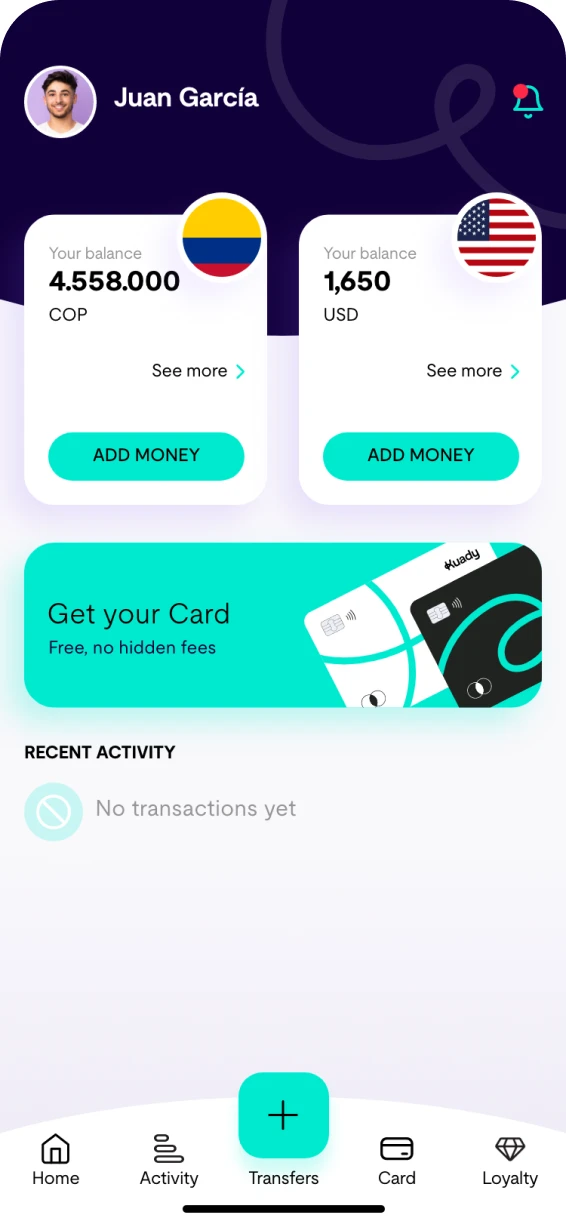 Juan García
Your balance
4.558.000
COP
See more
ADD MONEY
Your balance
1,650
USD
See more
ADD MONEY
Get your Card
Free, no hidden fees
Kuady
RECENT ACTIVITY
No transactions yet
Home
Activity
Transfers
Card
Loyalty